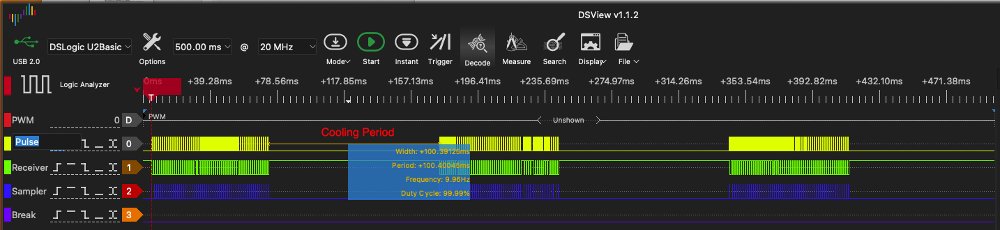 DSView v1.1.2
DSLogic U2Basic 500.00 ms @ 20 MHz
USB 2.0 Options Mode Start Instant Trigger Decode Measure Search Display File
Logic Analyzer
0ms +39.28ms +78.56ms +117.85ms +157.13ms +196.41ms +235.69ms +274.97ms +314.26ms +353.54ms +392.82ms +432.10ms +471.38ms
T
PWM 0 D PWM Unshown
Cooling Period
Pulse 0
Width: +100.39125ms
Receiver 1
Period: +100.40045ms
Frequency: 9.96Hz
Sampler 2
Duty Cycle: 99.99%
Break 3